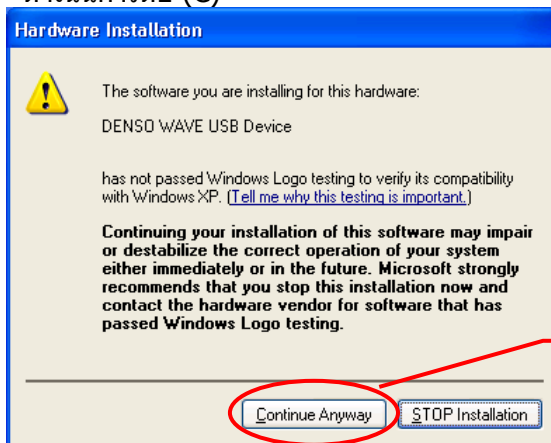 Hardware Installation
The software you are installing for this hardware:
DENSO WAVE USB Device
has not passed Windows Logo testing to verify its compatibility
with Windows XP. (Tell me why this testing is important.)
Continuing your installation of this software may impair
or destabilize the correct operation of your system
either immediately or in the future. Microsoft strongly
recommends that you stop this installation now and
contact the hardware vendor for software that has
passed Windows Logo testing.
Continue Anyway STOP Installation